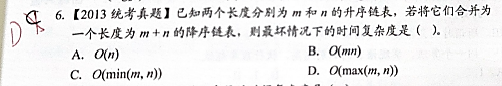 D
6. 【2013 统考真题】已知两个长度分别为 m 和 n 的升序链表，若将它们合并为
一个长度为 m+n 的降序链表，则最坏情况下的时间复杂度是（ ）。
A. O(n) B. O(mn)
C. O(min(m, n)) D. O(max(m, n))